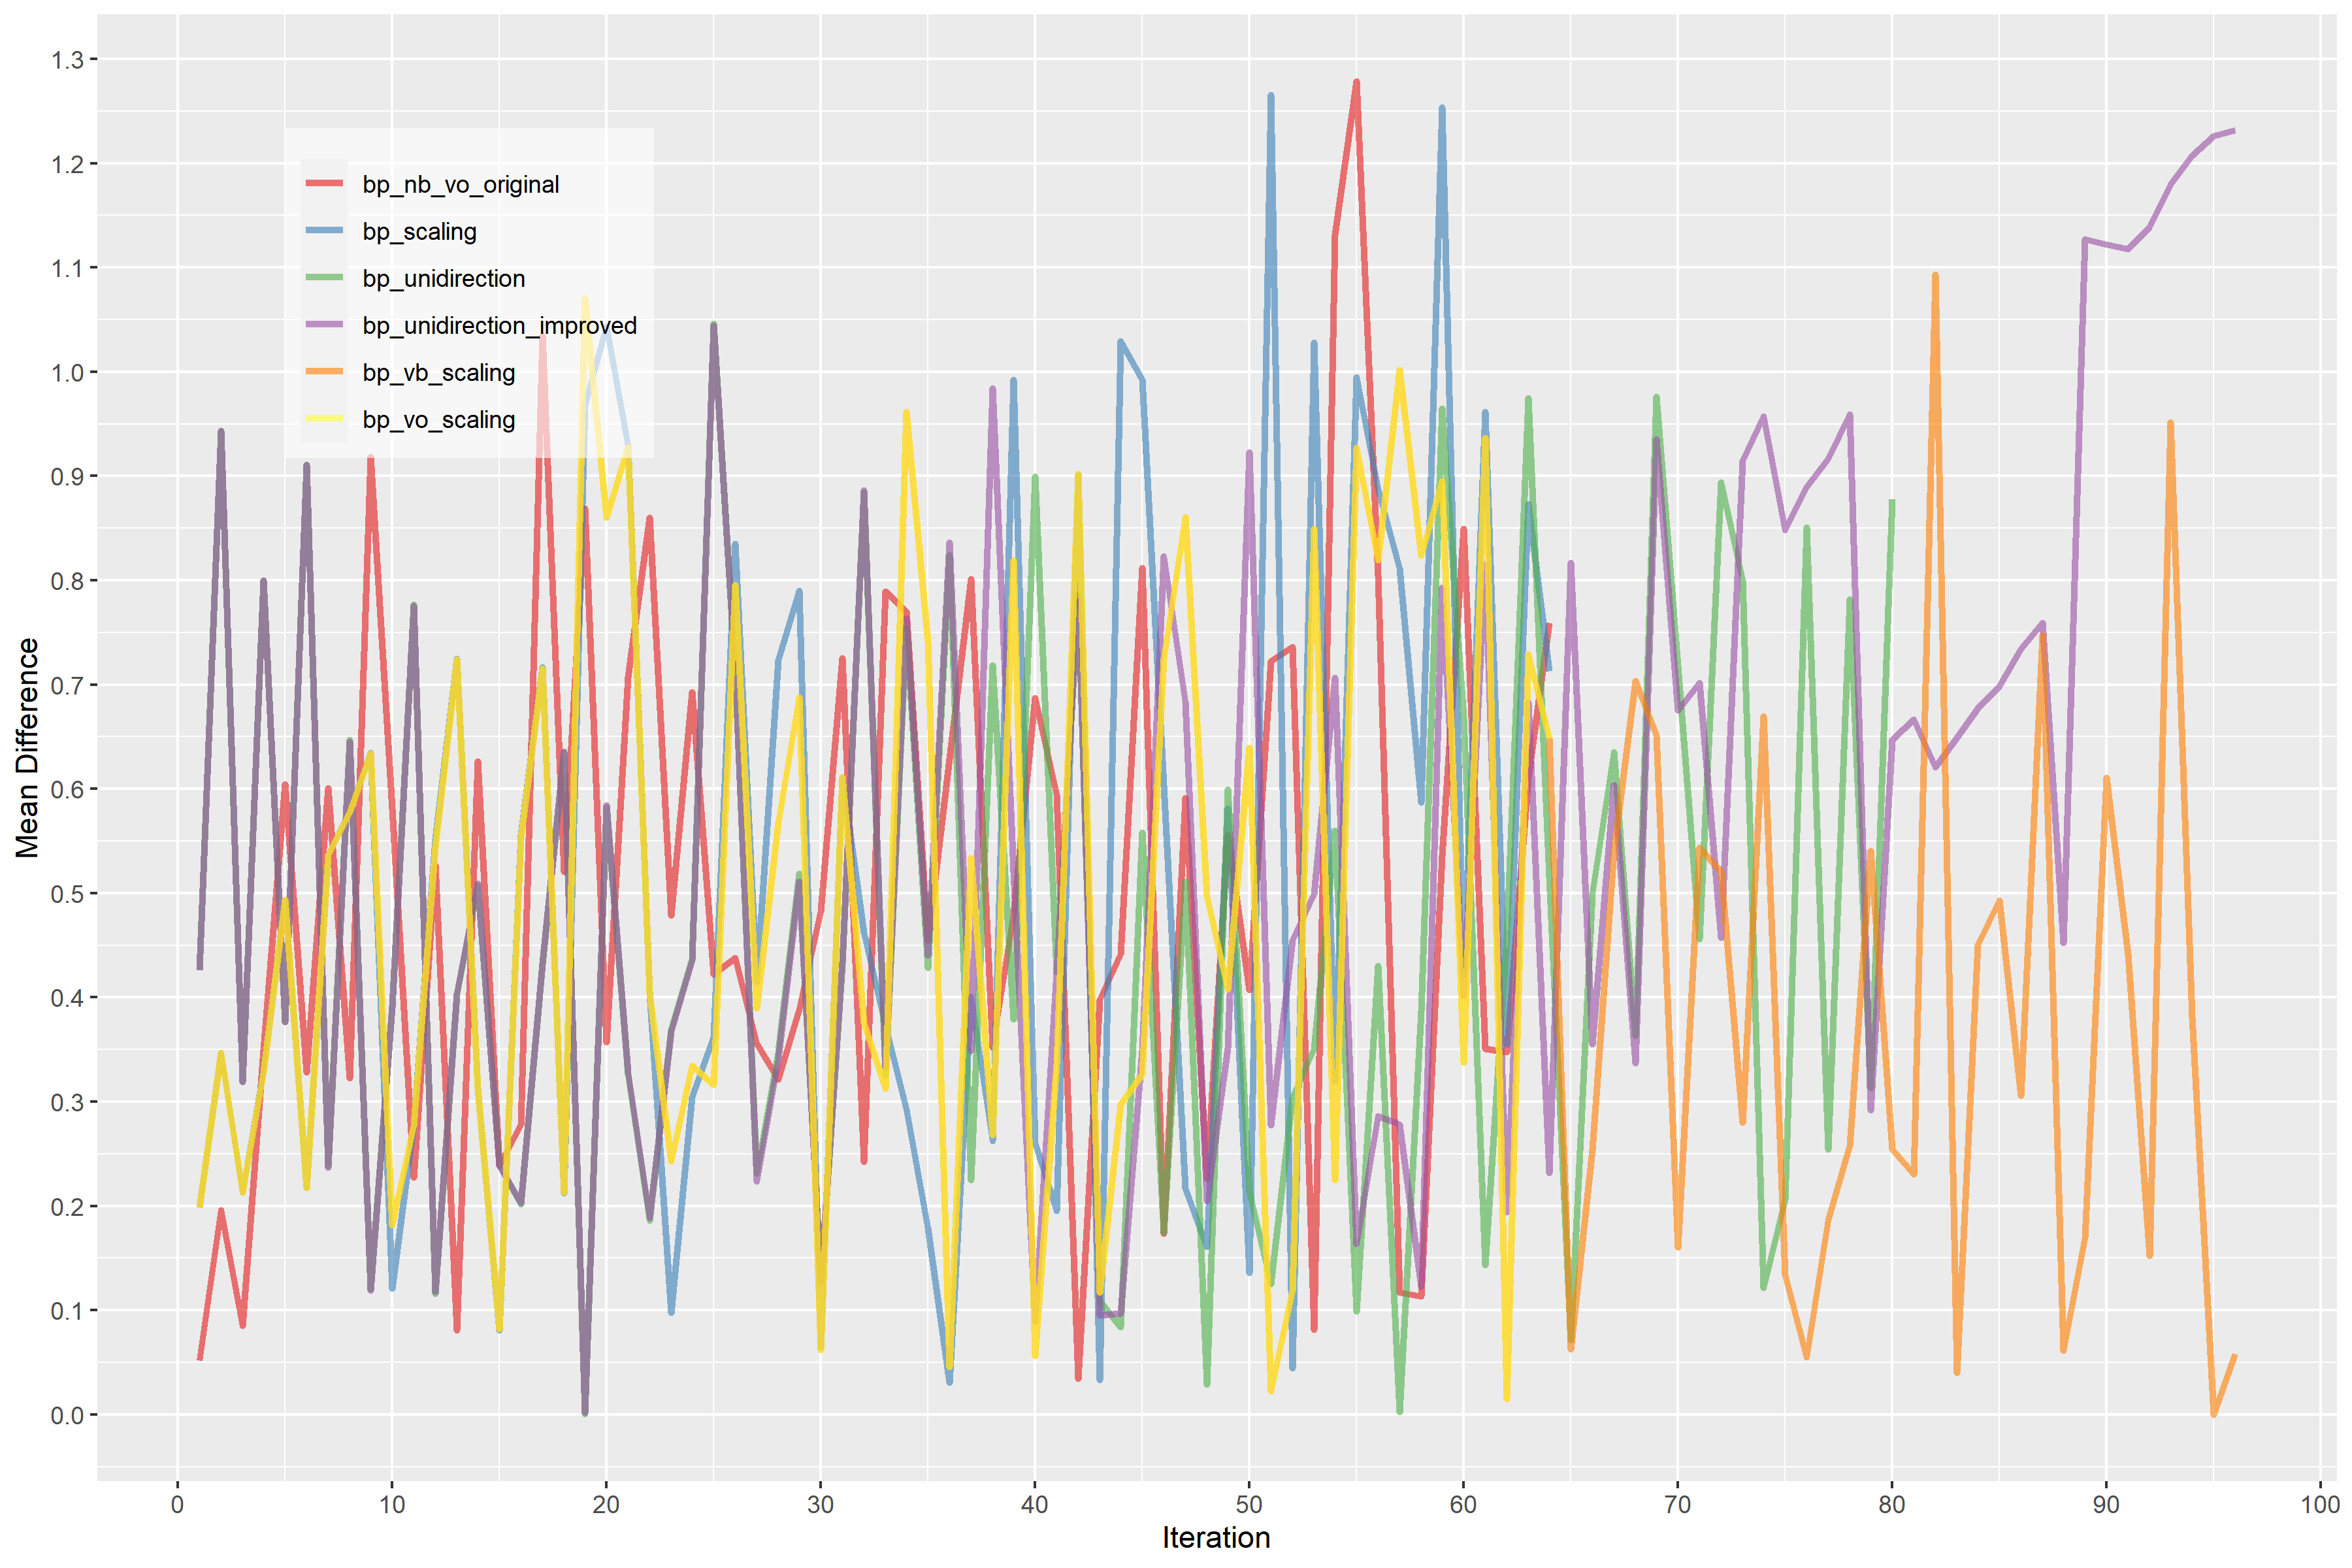 1.3
1.2
1.1
1.0
0.9
0.8
0.7
0.6
0.5
0.4
0.3
0.2
0.1
0.0
Mean Difference
bp_nb_vo_original
bp_scaling
bp_unidirection
bp_unidirection_improved
bp_vb_scaling
bp_vo_scaling
0 10 20 30 40 50 60 70 80 90 100
Iteration